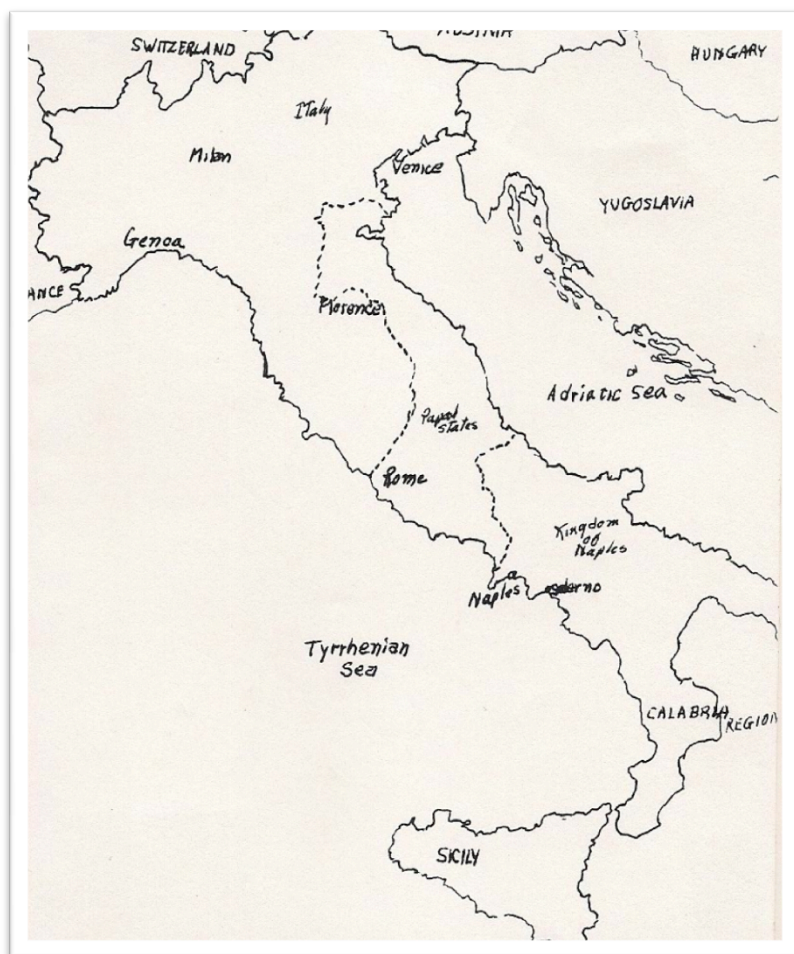 SWITZERLAND
HUNGARY
Italy
Milan
Venice
YUGOSLAVIA
Genoa
ANCE
Florence
Adriatic Sea
Papal
States
Rome
Kingdom
of
Naples
Naples
Tyrrhenian
Sea
CALABRIA
REGION
SICILY